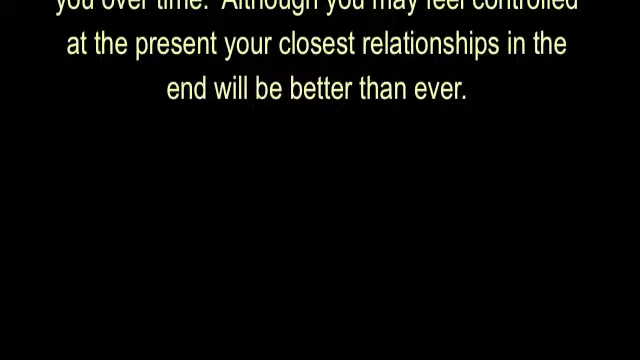 you over time. Although you may feel controlled
at the present your closest relationships in the
end will be better than ever.